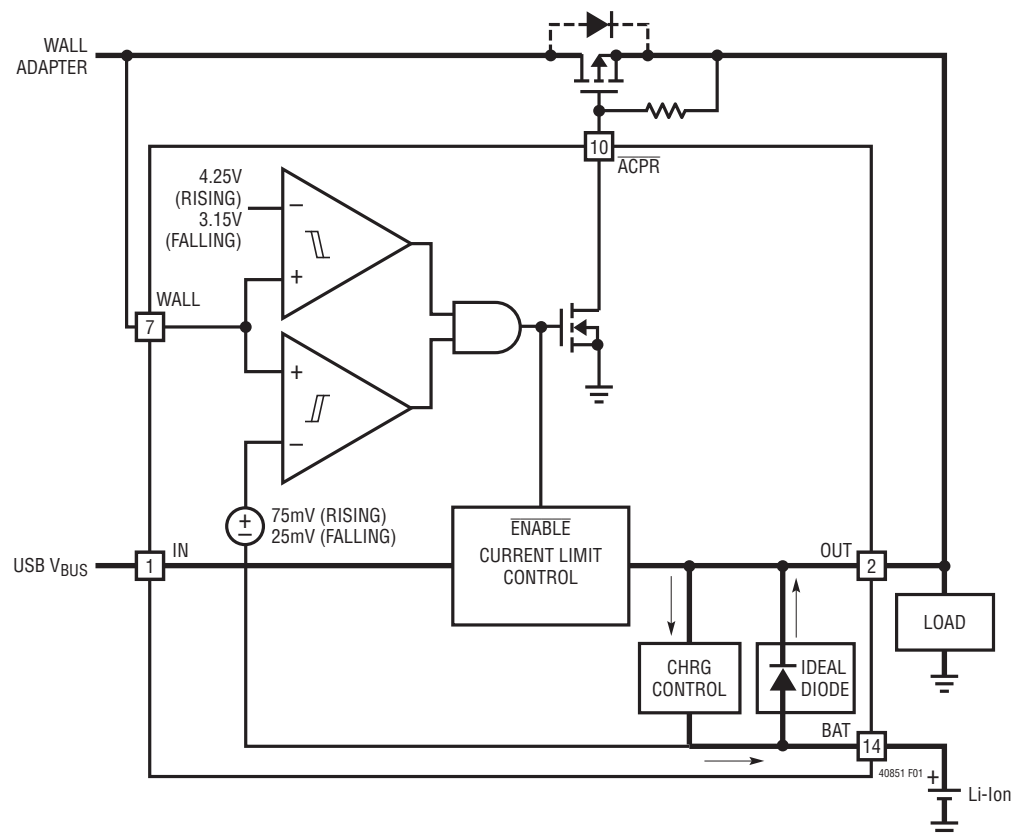 WALL
ADAPTER
10
ACPR
4.25V
(RISING)
3.15V
(FALLING)
–
+
WALL
7
+
–
+
–
75mV (RISING)
25mV (FALLING)
ENABLE
CURRENT LIMIT
CONTROL
USB VBUS
1
IN
OUT
2
LOAD
CHRG
CONTROL
IDEAL
DIODE
BAT
14
40851 F01
+
Li-Ion